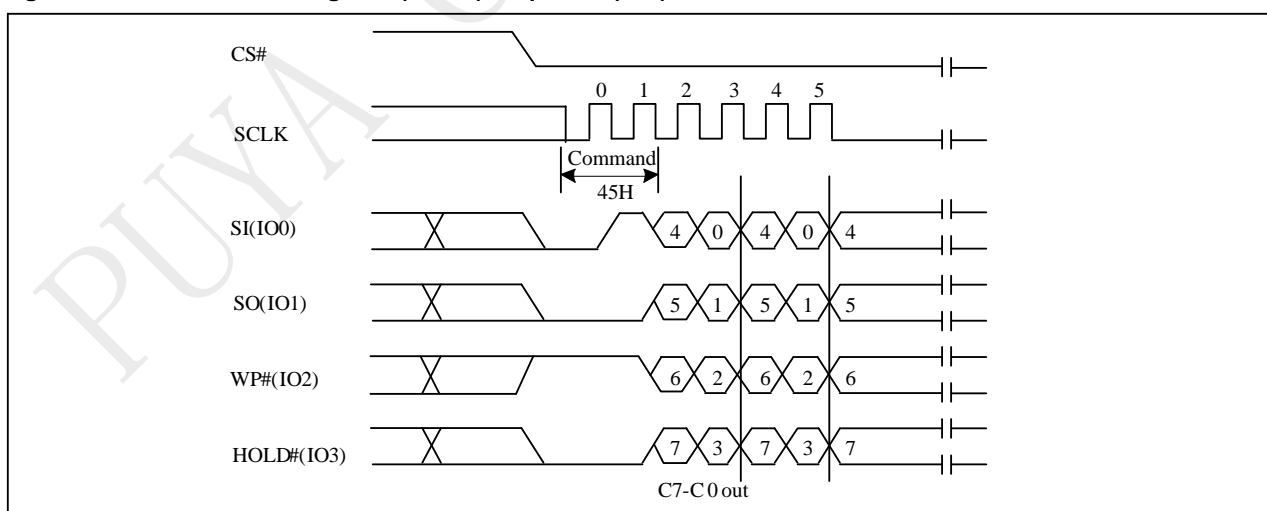 CS#
0 1 2 3 4 5
SCLK
Command
45H
SI(IO0)
4 0 4 0 4
SO(IO1)
5 1 5 1 5
WP#(IO2)
6 2 6 2 6
HOLD#(IO3)
7 3 7 3 7
C7-C0 out
PUYA